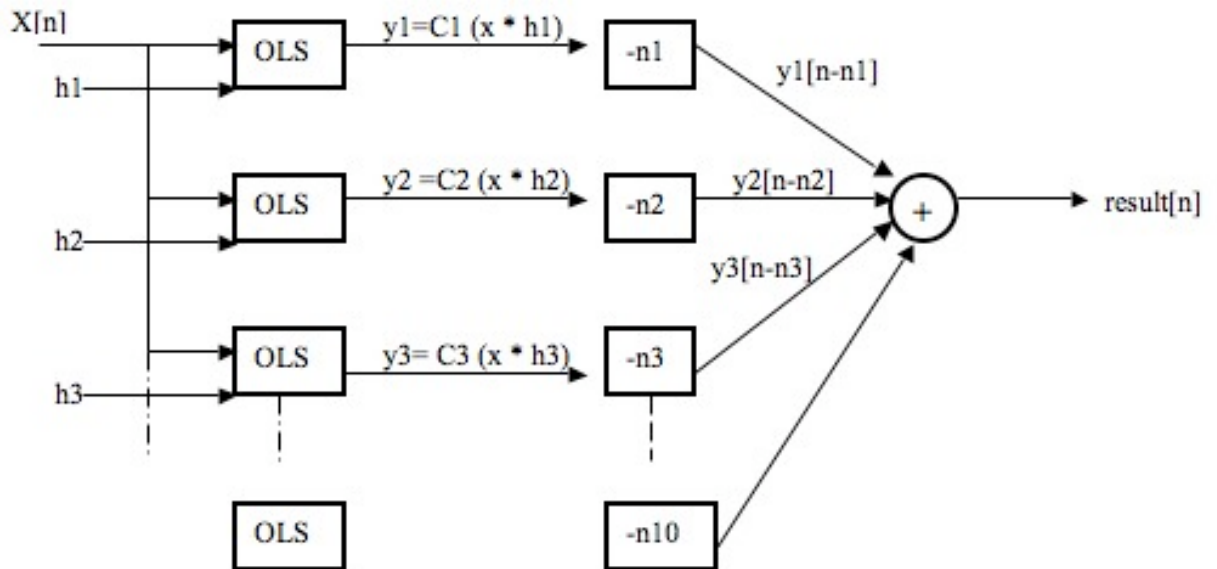 X[n]
OLS
y1=C1 (x * h1)
-n1
h1
y1[n-n1]
OLS
y2 =C2 (x * h2)
-n2
y2[n-n2]
+
result[n]
h2
y3[n-n3]
OLS
y3= C3 (x * h3)
-n3
h3
OLS
-n10